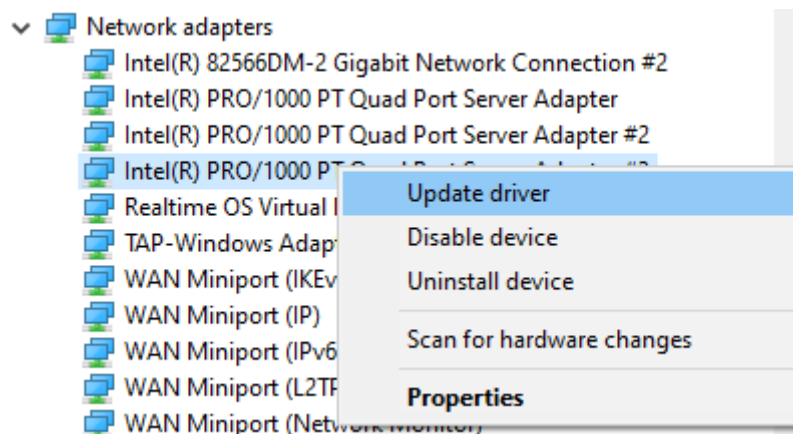 Network adapters
Intel(R) 82566DM-2 Gigabit Network Connection #2
Intel(R) PRO/1000 PT Quad Port Server Adapter
Intel(R) PRO/1000 PT Quad Port Server Adapter #2
Intel(R) PRO/1000 PT
Update driver
Realtime OS Virtual
TAP-Windows Adap
Disable device
WAN Miniport (IKEv
Uninstall device
WAN Miniport (IP)
Scan for hardware changes
WAN Miniport (IPv6
WAN Miniport (L2TP
Properties
WAN Miniport (Network Monitor)